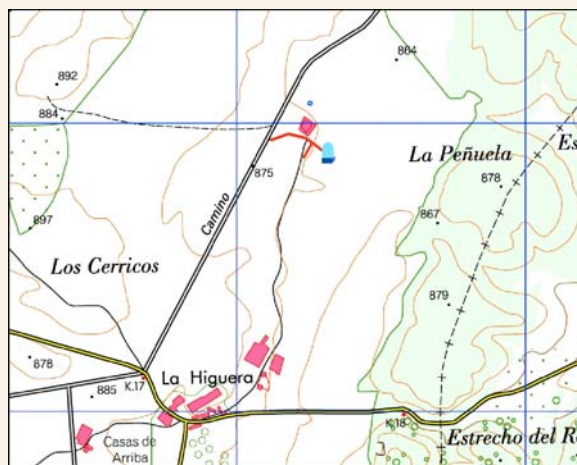 892
864
884
La Peñuela
Es
875
878
Camino
897
867
Los Cerricos
879
878
La Higuera
K.17
885
K.18
Casas de
Arriba
Estrecho del R